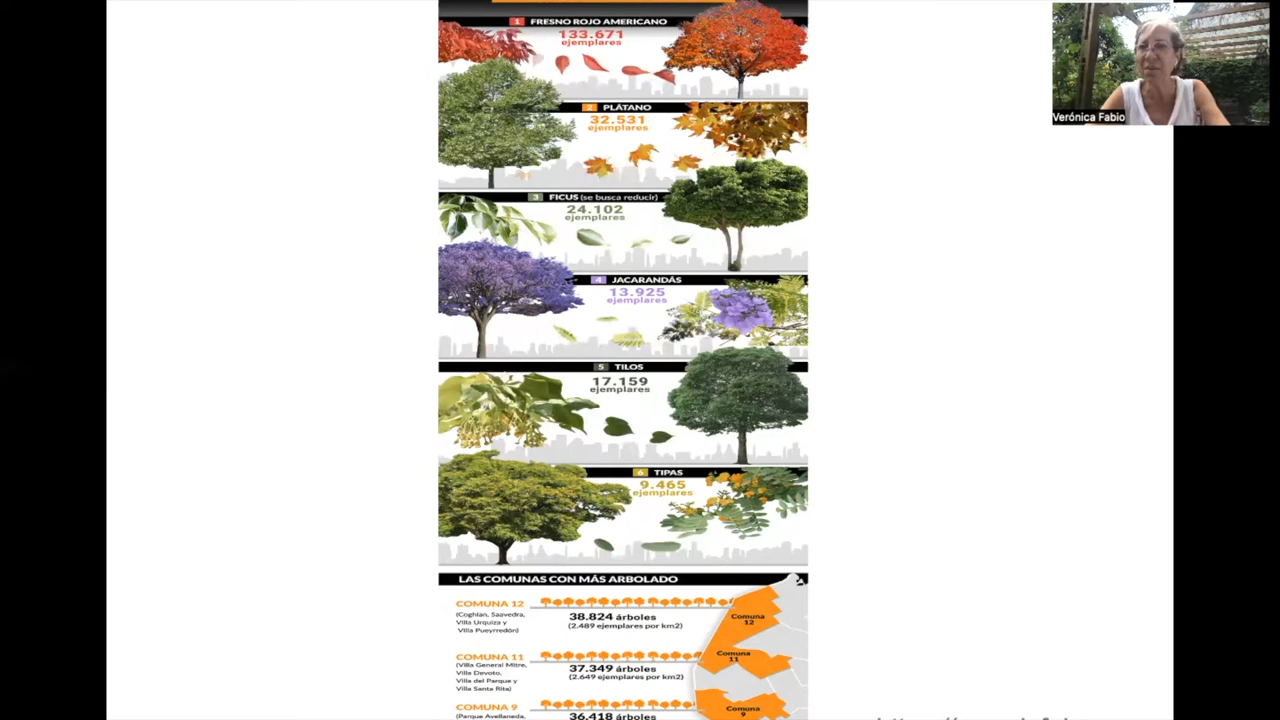 1 FRESNO ROJO AMERICANO
133.671
ejemplares
2 PLÁTANO
32.531
ejemplares
3 FICUS (se busca reducir)
24.102
ejemplares
4 JACARANDÁS
13.925
ejemplares
5 TILOS
17.159
ejemplares
6 TIPAS
9.465
ejemplares
LAS COMUNAS CON MÁS ARBOLADO
COMUNA 12
(Coghlan, Saavedra,
Villa Urquiza y
Villa Pueyrredón)
38.824 árboles
(2.489 ejemplares por km2)
Comuna
12
COMUNA 11
(Villa General Mitre,
Villa Devoto,
Villa del Parque y
Villa Santa Rita)
37.349 árboles
(2.649 ejemplares por km2)
Comuna
11
COMUNA 9
(Parque Avellaneda,
36.418 árboles
Comuna
9
Verónica Fabio